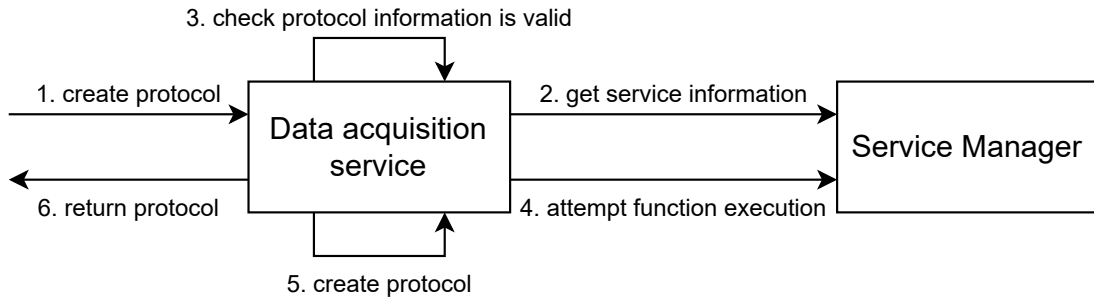 3. check protocol information is valid
1. create protocol
2. get service information
Data acquisition
service
Service Manager
6. return protocol
4. attempt function execution
5. create protocol